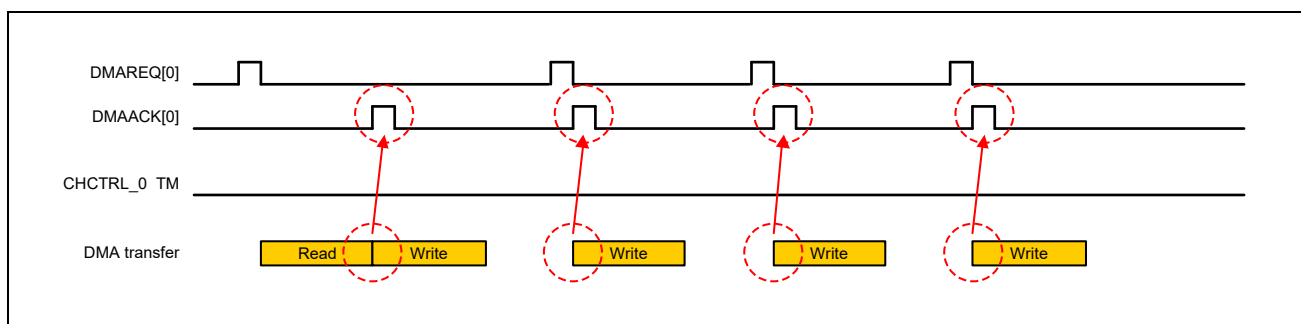 DMAREQ[0]
DMAACK[0]
CHCTRL_0 TM
DMA transfer
Read Write Write Write Write